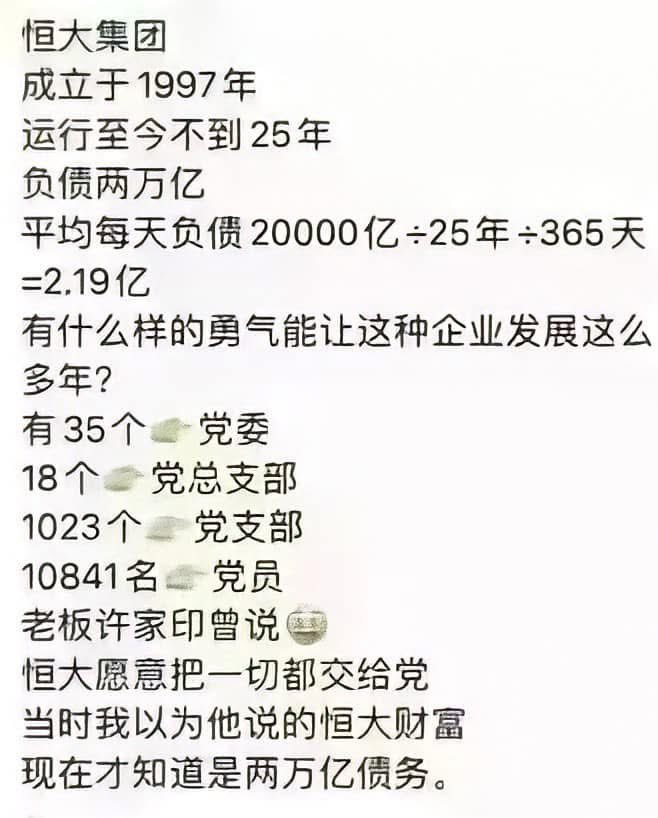 恒大集团
成立于1997年
运行至今不到25年
负债两万亿
平均每天负债20000亿÷25年÷365天
=2.19亿
有什么样的勇气能让这种企业发展这么
多年?
有35个党委
18个党总支部
1023个党支部
10841名党员
老板许家印曾说
恒大愿意把一切都交给党
当时我以为他说的恒大财富
现在才知道是两万亿债务。